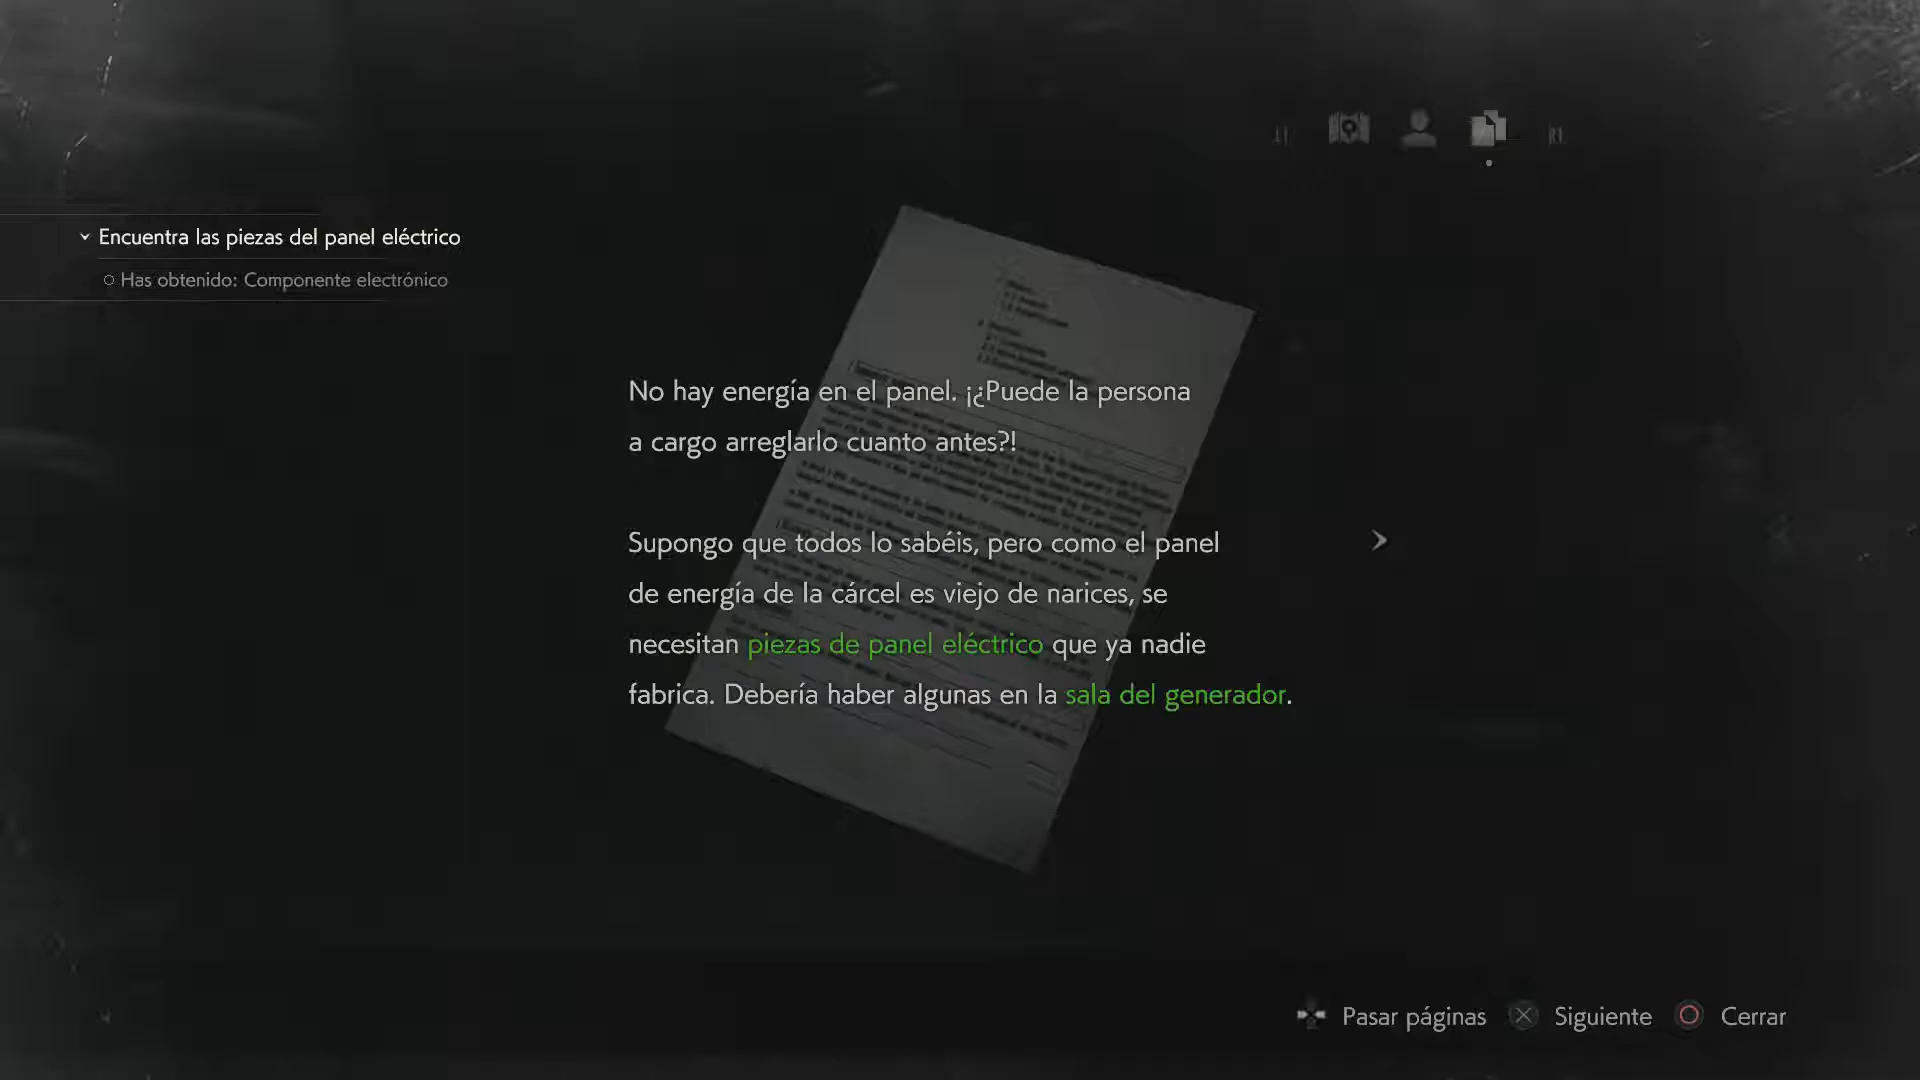 R1
Encuentra las piezas del panel eléctrico
Has obtenido: Componente electrónico
No hay energía en el panel. ¡¿Puede la persona
a cargo arreglarlo cuanto antes?!
Supongo que todos lo sabéis, pero como el panel
de energía de la cárcel es viejo de narices, se
necesitan piezas de panel eléctrico que ya nadie
fabrica. Debería haber algunas en la sala del generador.
Pasar páginas Siguiente Cerrar